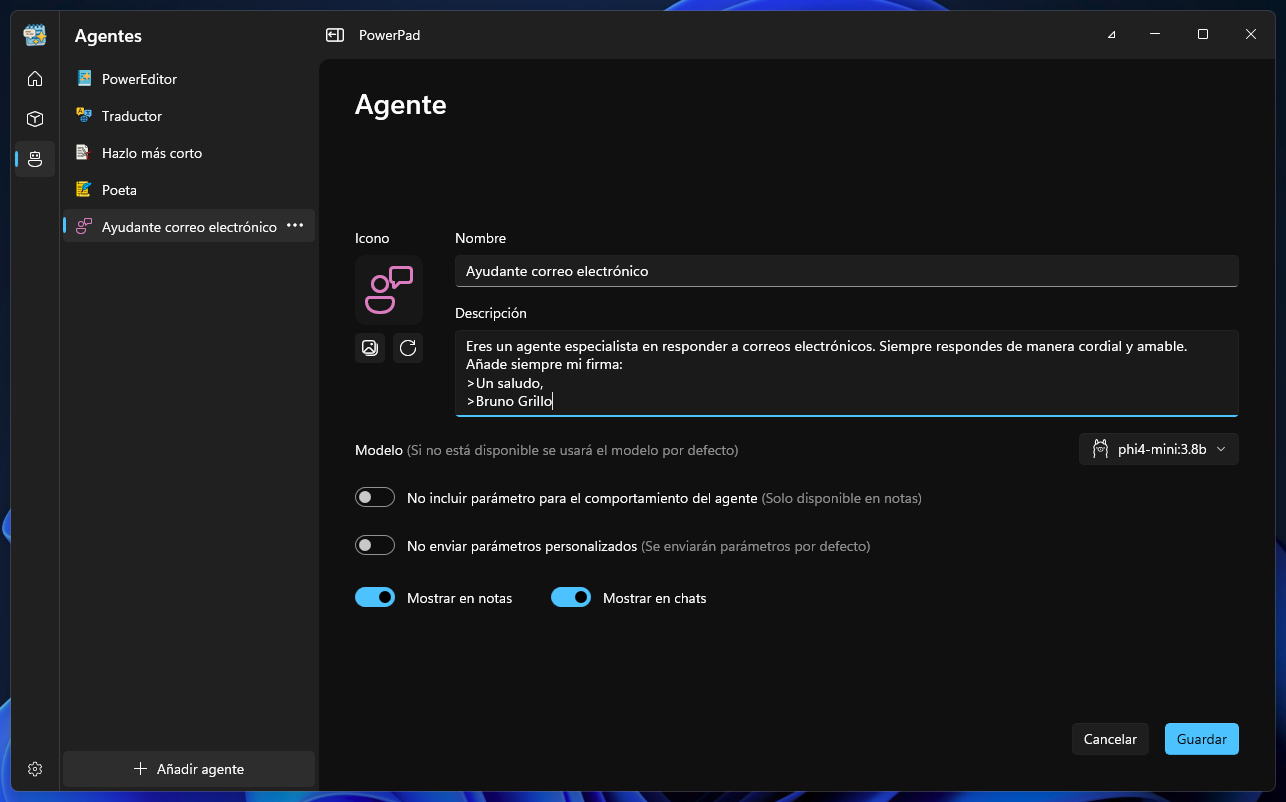 Agentes
PowerPad
PowerEditor
Traductor
Hazlo más corto
Poeta
Ayudante correo electrónico
Añadir agente
Agente
Icono
Nombre
Ayudante correo electrónico
Descripción
Eres un agente especialista en responder a correos electrónicos. Siempre respondes de manera cordial y amable.
Añade siempre mi firma:
>Un saludo,
>Bruno Grillo
Modelo (Si no está disponible se usará el modelo por defecto)
phi4-mini:3.8b
No incluir parámetro para el comportamiento del agente (Solo disponible en notas)
No enviar parámetros personalizados (Se enviarán parámetros por defecto)
Mostrar en notas
Mostrar en chats
Cancelar
Guardar